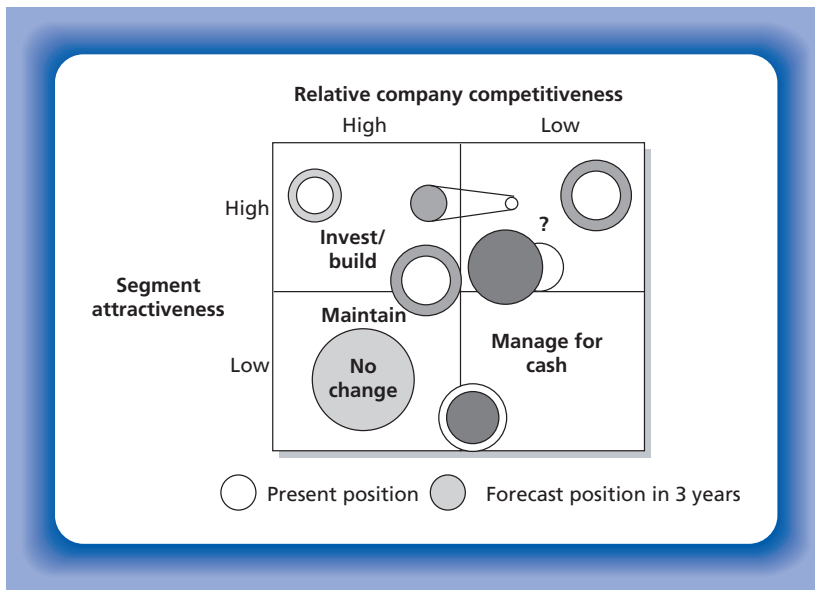 Relative company competitiveness
High Low
High
?
Invest/
build
Segment
attractiveness
Maintain
Manage for
cash
Low
No
change
Present position Forecast position in 3 years